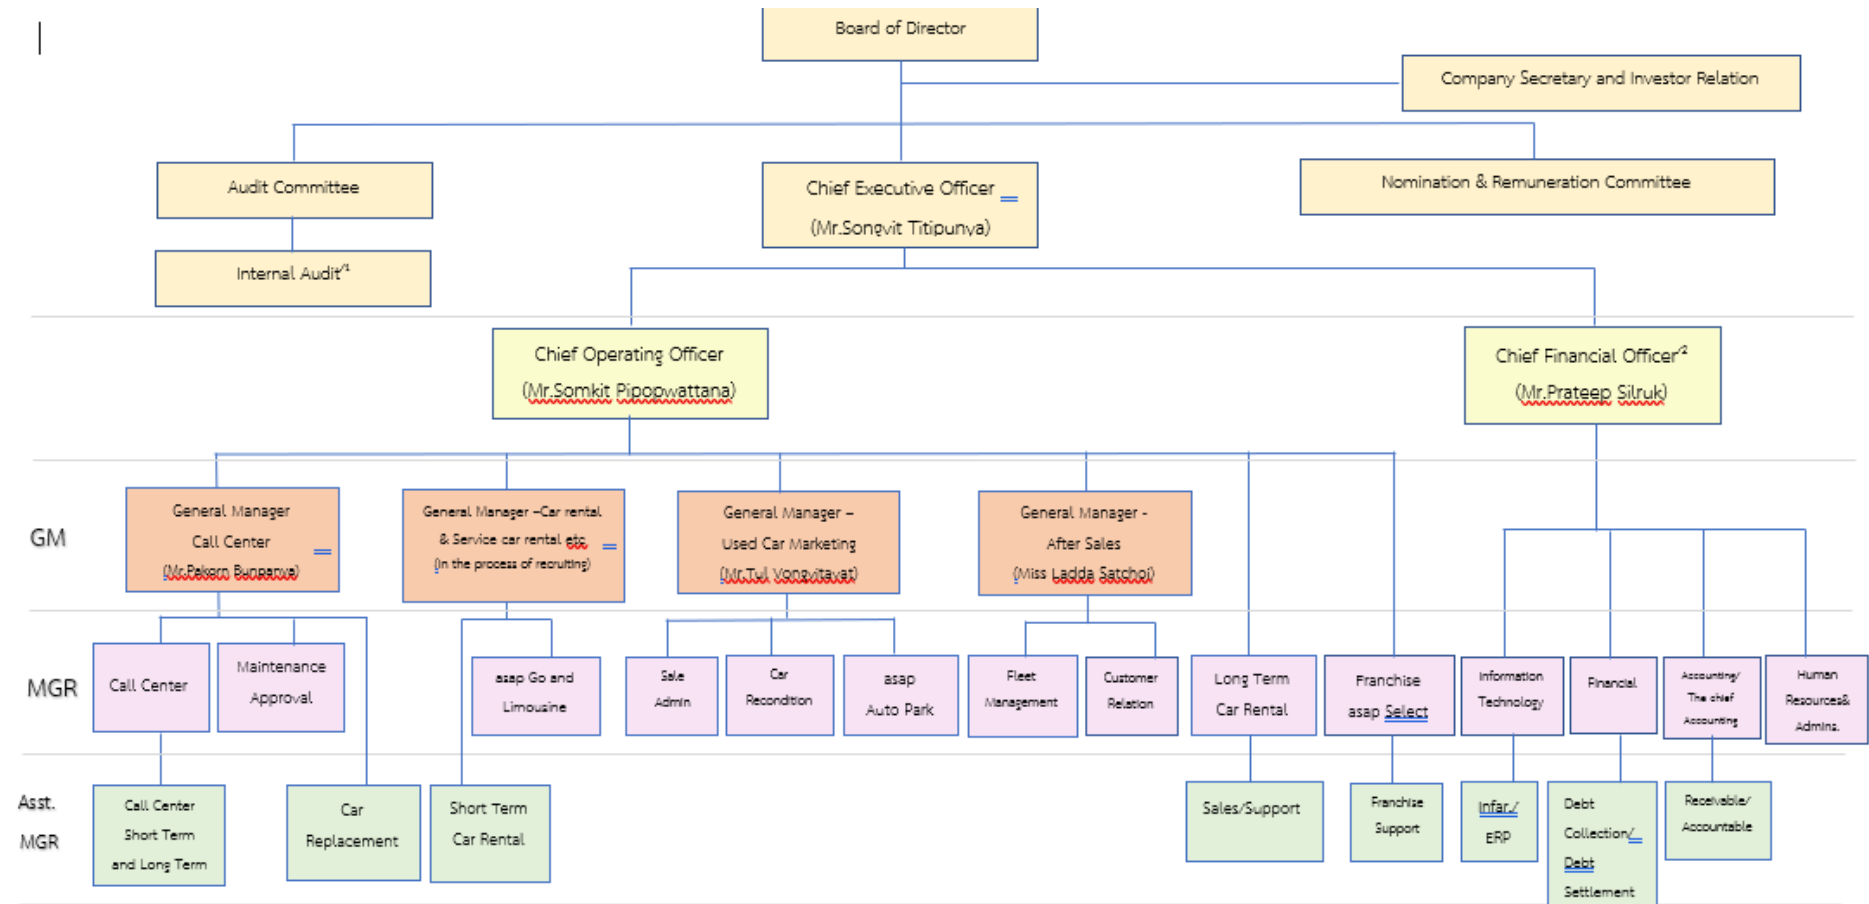 Board of Director
Company Secretary and Investor Relation
Audit Committee
Chief Executive Officer
(Mr.Songvit Titipunya)
Nomination & Remuneration Committee
Internal Audit/1
Chief Operating Officer
(Mr.Somkit Pipopwattana)
Chief Financial Officer/2
(Mr.Prateep Silruk)
GM
General Manager
Call Center
(Mr.Pakorn Bunpanya)
General Manager –Car rental
& Service car rental etc
(In the process of recruiting)
General Manager –
Used Car Marketing
(Mr.Tul Vongvitavat)
General Manager -
After Sales
(Miss Ladda Satchoi)
MGR
Call Center
Maintenance
Approval
asap Go and
Limousine
Sale
Admin
Car
Recondition
asap
Auto Park
Fleet
Management
Customer
Relation
Long Term
Car Rental
Franchise
asap Select
Information
Technology
Financial
Accounting/
The chief
Accounting
Human
Resources&
Admins.
Asst.
MGR
Call Center
Short Term
and Long Term
Car
Replacement
Short Term
Car Rental
Sales/Support
Franchise
Support
Infar./
ERP
Debt
Collection/
Debt
Settlement
Receivable/
Accountable